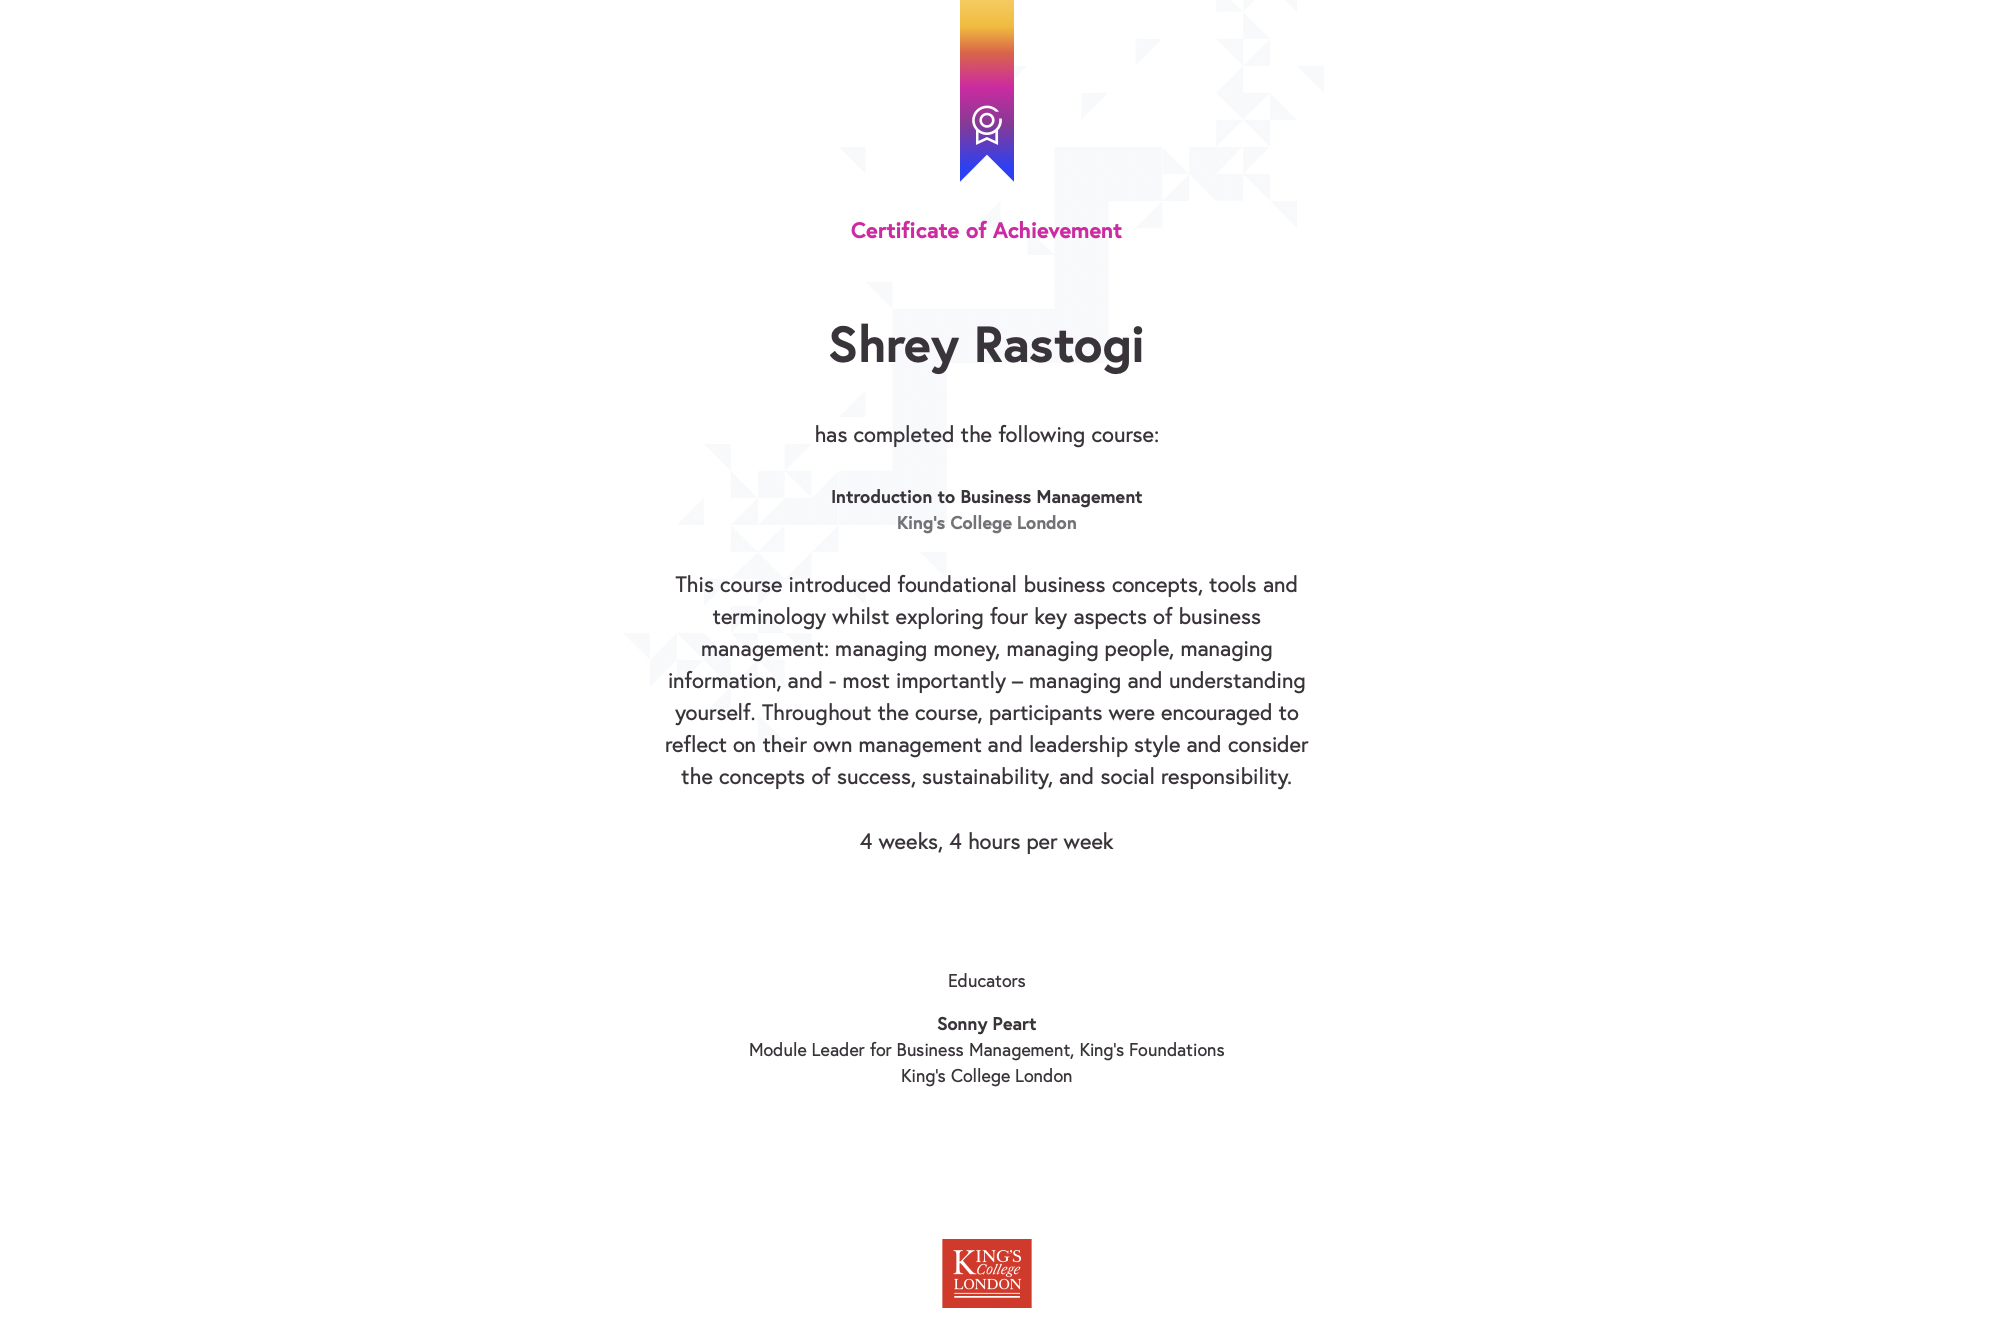 Certificate of Achievement
Shrey Rastogi
has completed the following course:
Introduction to Business Management
King's College London
This course introduced foundational business concepts, tools and
terminology whilst exploring four key aspects of business
management: managing money, managing people, managing
information, and - most importantly – managing and understanding
yourself. Throughout the course, participants were encouraged to
reflect on their own management and leadership style and consider
the concepts of success, sustainability, and social responsibility.
4 weeks, 4 hours per week
Educators
Sonny Peart
Module Leader for Business Management, King's Foundations
King's College London
KING'S
College
LONDON